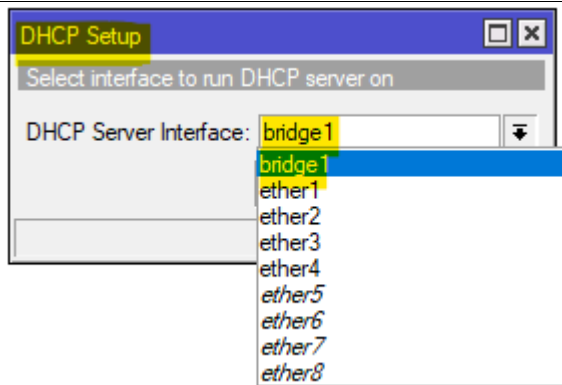 DHCP Setup
Select interface to run DHCP server on
DHCP Server Interface: bridge1
bridge1
ether1
ether2
ether3
ether4
ether5
ether6
ether7
ether8